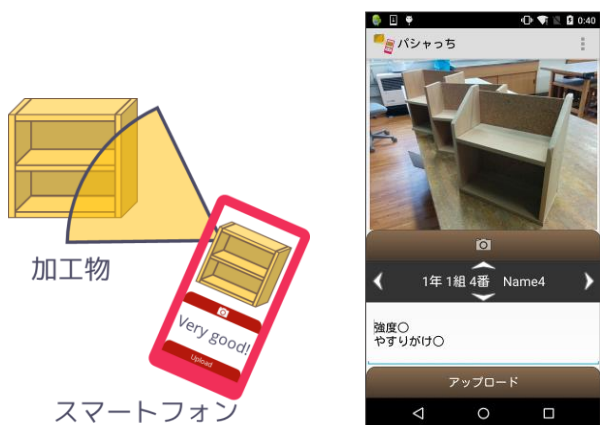 加工物
Very good!
Upload
スマートフォン
0:40
パシャっち
1年 1組 4番 Name4
強度〇
やすりがけ〇
アップロード